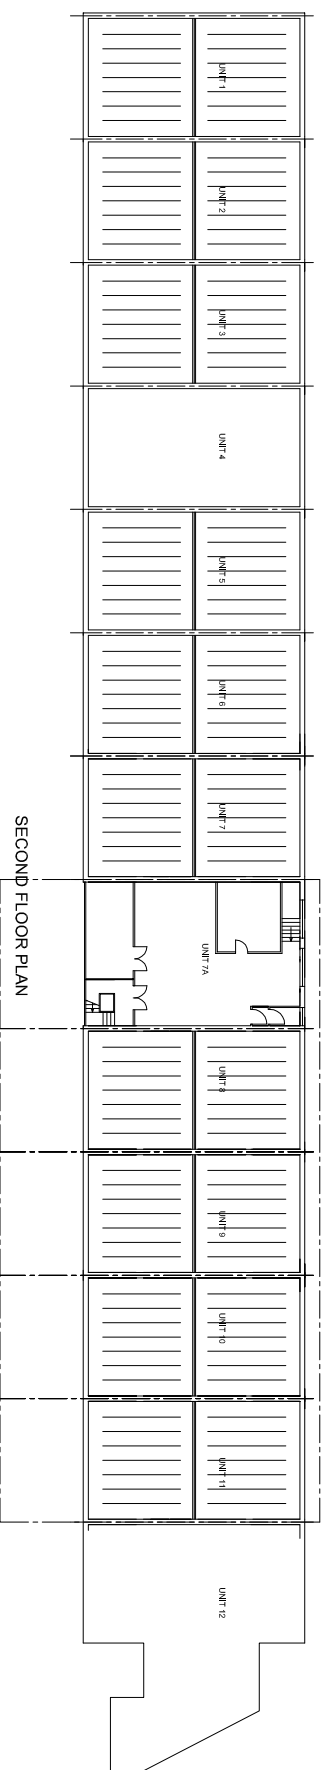 UNIT 1
UNIT 2
UNIT 3
UNIT 4
UNIT 5
UNIT 6
UNIT 7
UNIT 7A
UNIT 8
UNIT 9
UNIT 10
UNIT 11
UNIT 12
SECOND FLOOR PLAN